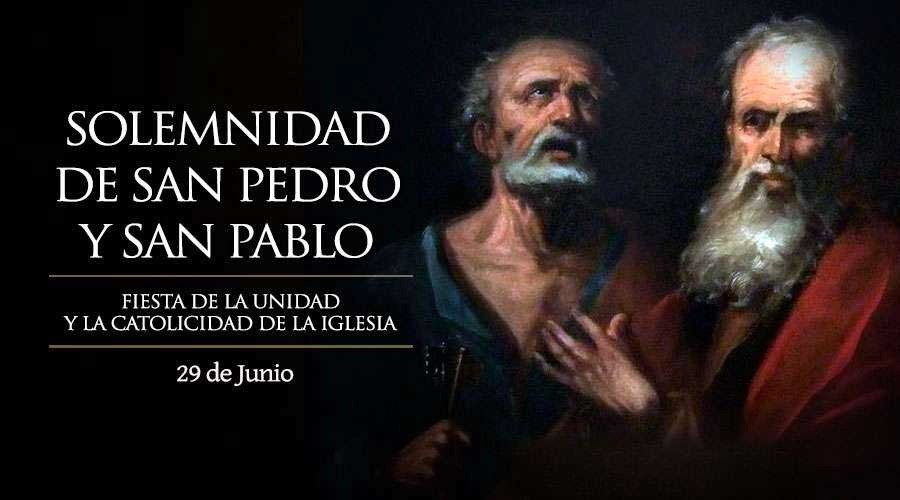 SOLEMNIDAD
DE SAN PEDRO
Y SAN PABLO
FIESTA DE LA UNIDAD
Y LA CATOLICIDAD DE LA IGLESIA
29 de Junio